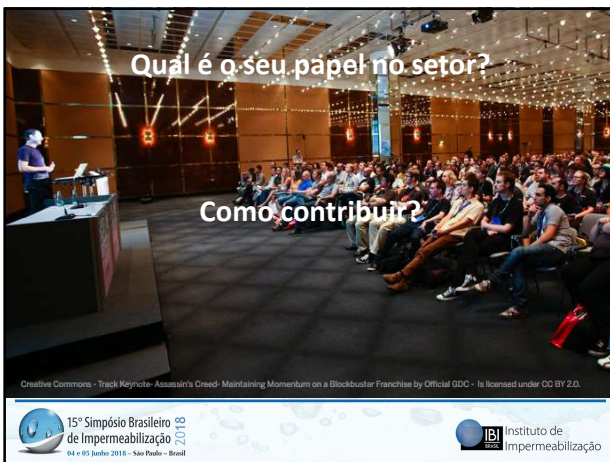 Qual é o seu papel no setor?
Como contribuir?
Creative Commons - Track Keynote- Assassin's Creed- Maintaining Momentum on a Blockbuster Franchise by Official GDC - Is licensed under CC BY 2.0.
15º Simpósio Brasileiro
de Impermeabilização
2018
04 e 05 Junho 2018 – São Paulo – Brasil
IBI
BRASIL
Instituto de
Impermeabilização